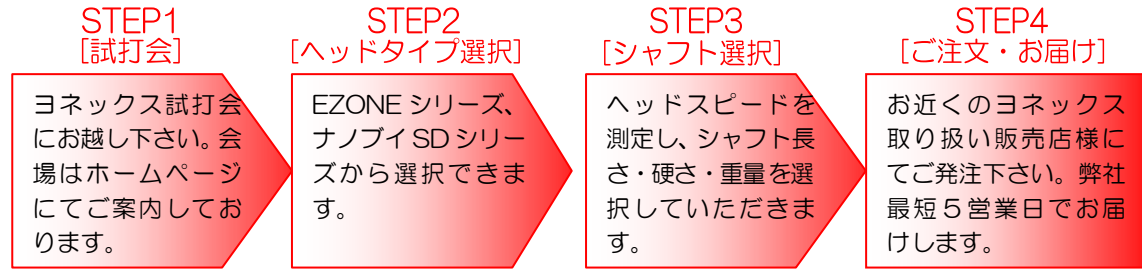 STEP1
[試打会]
ヨネックス試打会
にお越し下さい。会
場はホームページ
にてご案内してお
ります。
STEP2
[ヘッドタイプ選択]
EZONE シリーズ、
ナノブイ SD シリー
ズから選択できま
す。
STEP3
[シャフト選択]
ヘッドスピードを
測定し、シャフト長
さ・硬さ・重量を選
択していただきま
す。
STEP4
[ご注文・お届け]
お近くのヨネックス
取り扱い販売店様に
てご発注下さい。弊社
最短５営業日でお届
けします。